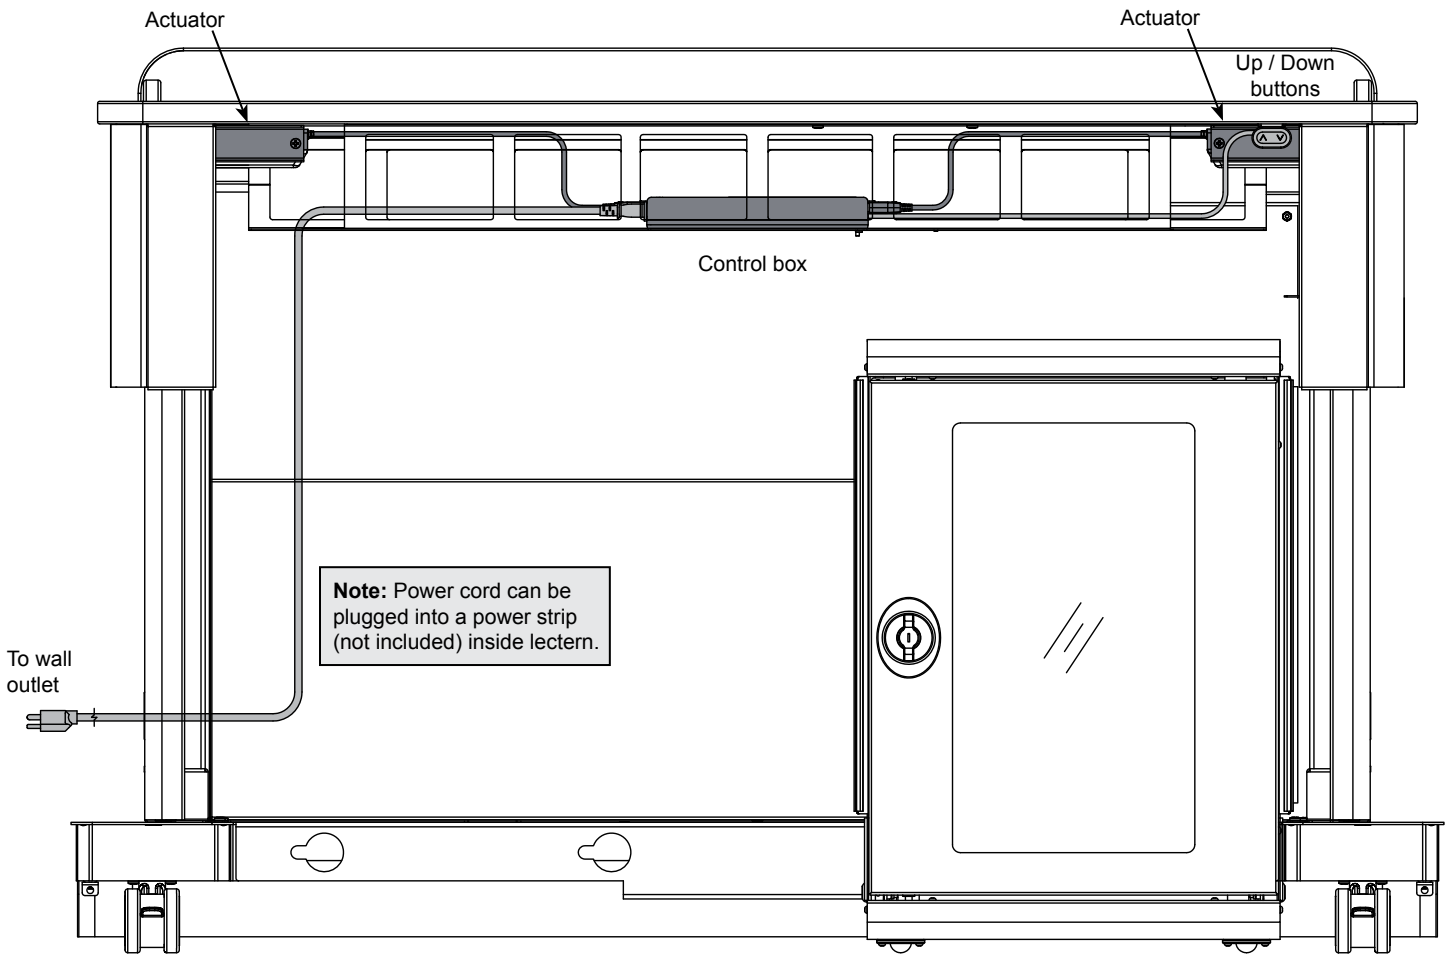 Actuator
Actuator
Up / Down
buttons
Control box
Note: Power cord can be
plugged into a power strip
(not included) inside lectern.
To wall
outlet